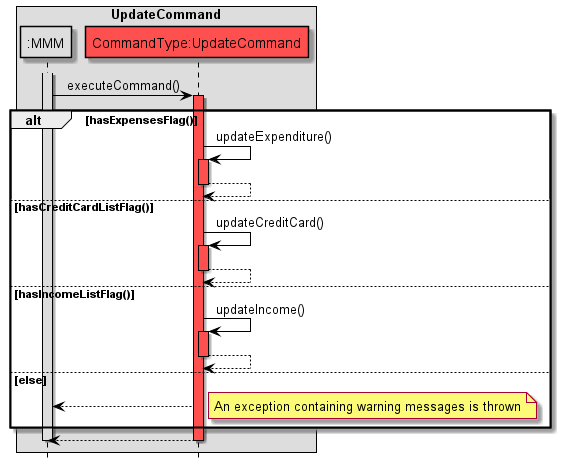 UpdateCommand
:MMM
CommandType:UpdateCommand
executeCommand()
alt
[hasExpensesFlag()]
updateExpenditure()
[hasCreditCardListFlag()]
updateCreditCard()
[hasIncomeListFlag()]
updateIncome()
[else]
An exception containing warning messages is thrown